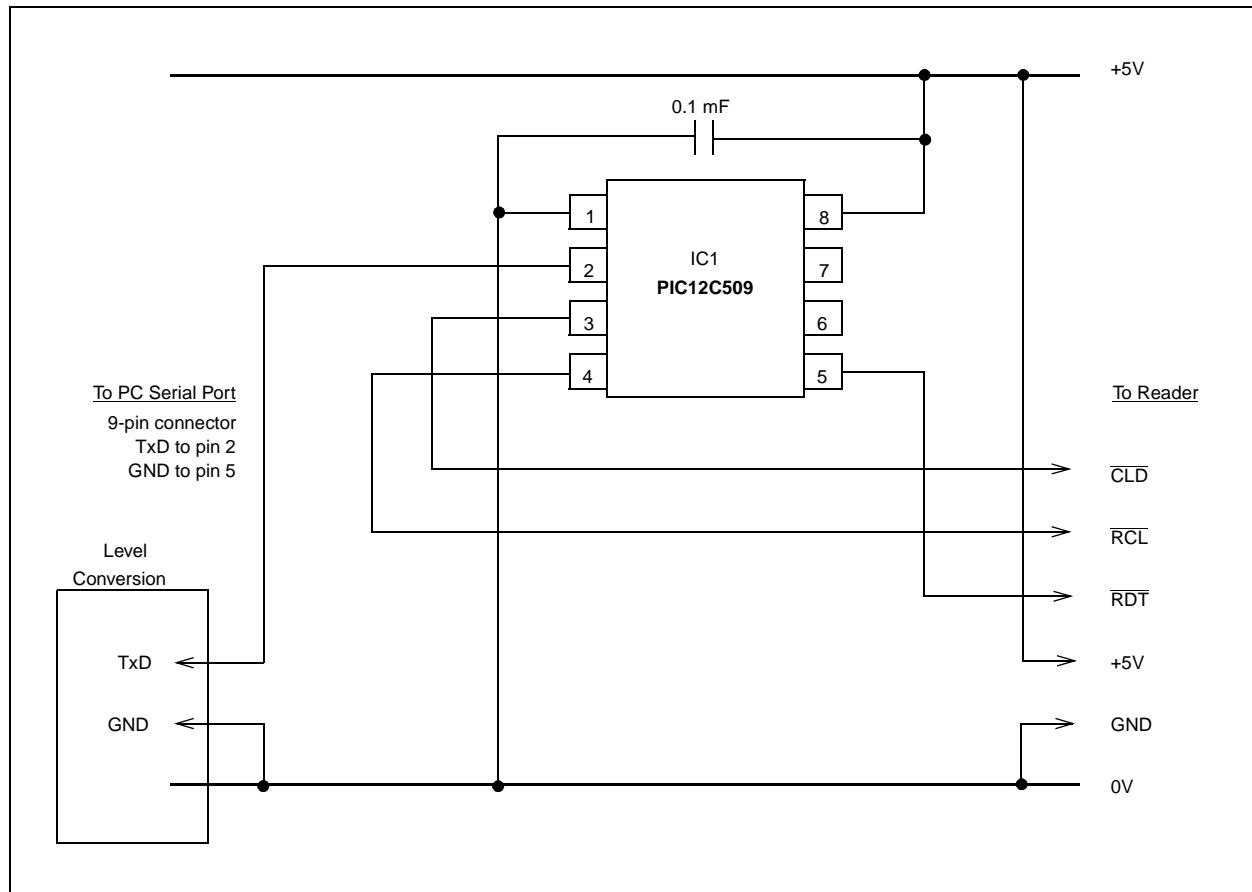 +5V
0.1 mF
1
8
2
IC1
7
PIC12C509
3
6
4
5
To PC Serial Port
9-pin connector
TxD to pin 2
GND to pin 5
To Reader
CLD
RCL
Level
Conversion
RDT
TxD
+5V
GND
GND
0V